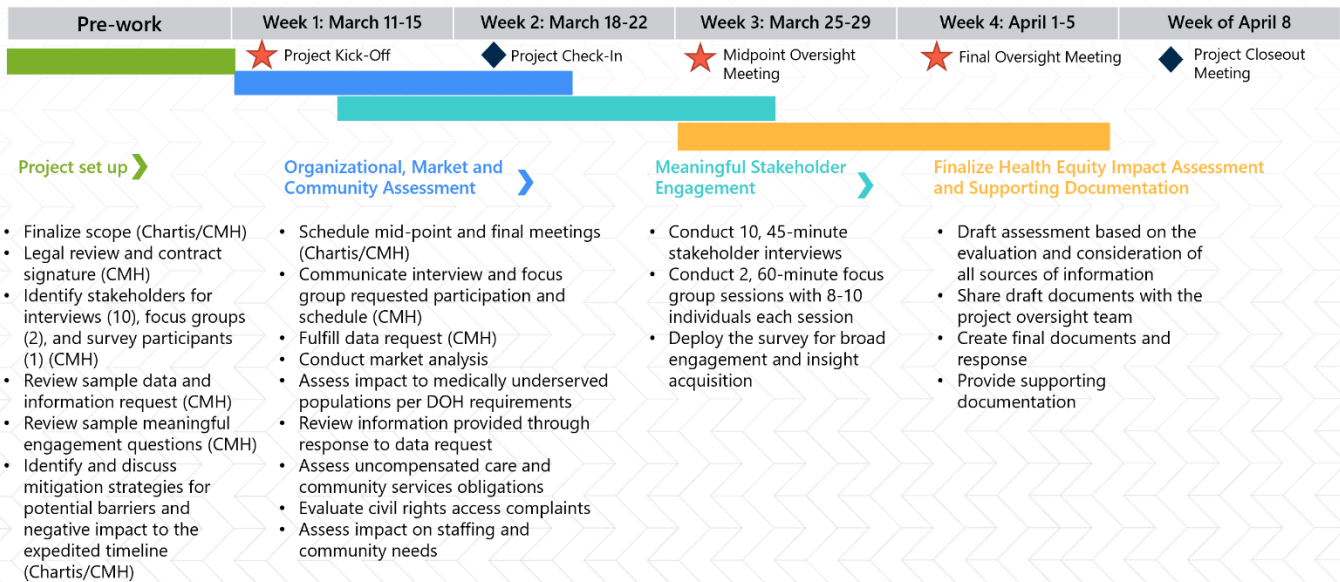 Pre-work
Week 1: March 11-15
Week 2: March 18-22
Week 3: March 25-29
Week 4: April 1-5
Week of April 8
Project Kick-Off
Project Check-In
Midpoint Oversight
Meeting
Final Oversight Meeting
Project Closeout
Meeting
Project set up
• Finalize scope (Chartis/CMH)
• Legal review and contract
signature (CMH)
• Identify stakeholders for
interviews (10), focus groups
(2), and survey participants
(1) (CMH)
• Review sample data and
information request (CMH)
• Review sample meaningful
engagement questions (CMH)
• Identify and discuss
mitigation strategies for
potential barriers and
negative impact to the
expedited timeline
(Chartis/CMH)
Organizational, Market and
Community Assessment
• Schedule mid-point and final meetings
(Chartis/CMH)
• Communicate interview and focus
group requested participation and
schedule (CMH)
• Fulfill data request (CMH)
• Conduct market analysis
• Assess impact to medically underserved
populations per DOH requirements
• Review information provided through
response to data request
• Assess uncompensated care and
community services obligations
• Evaluate civil rights access complaints
• Assess impact on staffing and
community needs
Meaningful Stakeholder
Engagement
• Conduct 10, 45-minute
stakeholder interviews
• Conduct 2, 60-minute focus
group sessions with 8-10
individuals each session
• Deploy the survey for broad
engagement and insight
acquisition
Finalize Health Equity Impact Assessment
and Supporting Documentation
• Draft assessment based on the
evaluation and consideration of
all sources of information
• Share draft documents with the
project oversight team
• Create final documents and
response
• Provide supporting
documentation